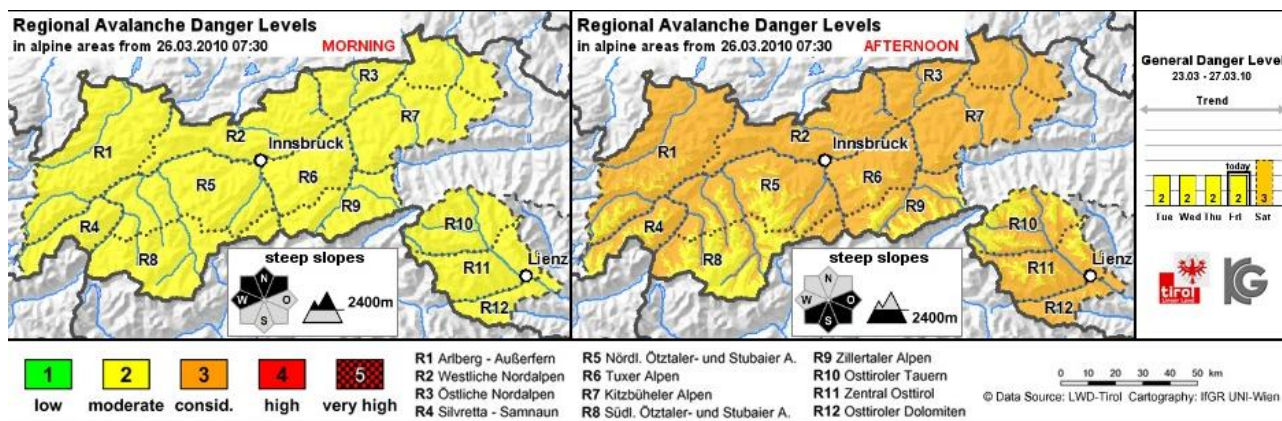 Regional Avalanche Danger Levels
in alpine areas from 26.03.2010 07:30 MORNING
R3
R7
R2
Innsbruck
R1
R5
R6
R4
R9
R8
R10
Lienz
R11
R12
steep slopes
N
W O
S
2400m
Regional Avalanche Danger Levels
in alpine areas from 26.03.2010 07:30 AFTERNOON
R3
R7
R2
Innsbruck
R1
R5
R6
R4
R9
R8
R10
Lienz
R11
R12
steep slopes
N
W O
S
2400m
General Danger Level
23.03 - 27.03.10
Trend
today
2 2 2 2 3
Tue Wed Thu Fri Sat
tirol
Unser Land
1 2 3 4 5
low moderate consid. high very high
R1 Arlberg - Außerfern
R2 Westliche Nordalpen
R3 Östliche Nordalpen
R4 Silvretta - Samnaun
R5 Nördl. Ötztaler- und Stubaier A.
R6 Tuxer Alpen
R7 Kitzbüheler Alpen
R8 Südl. Ötztaler- und Stubaier A.
R9 Zillertaler Alpen
R10 Osttiroler Tauern
R11 Zentral Osttirol
R12 Osttiroler Dolomiten
0 10 20 30 40 50 km
© Data Source: LWD-Tirol Cartography: IfGR UNI-Wien